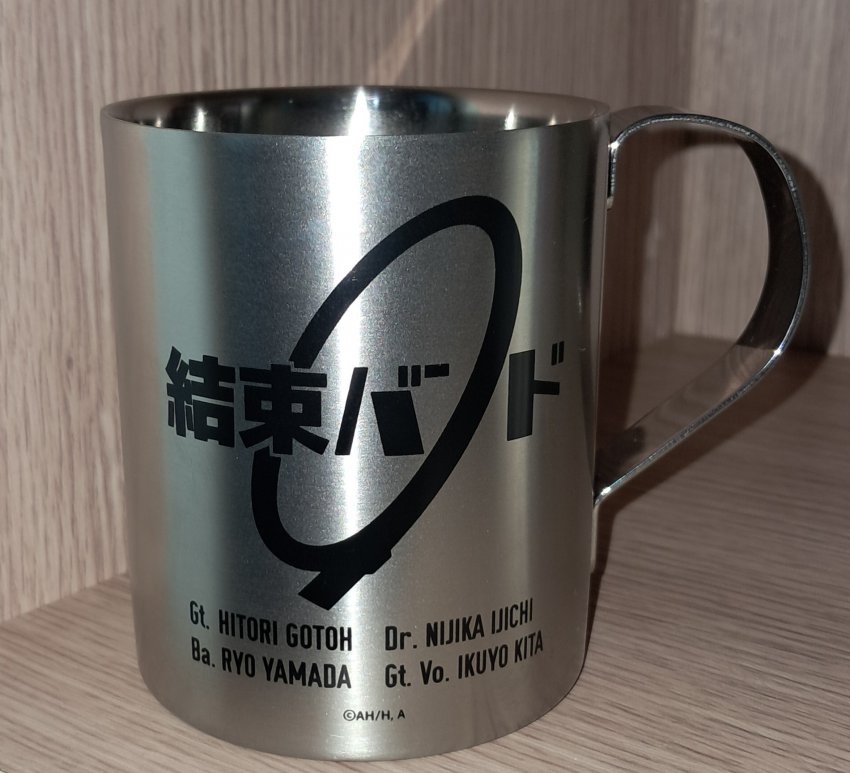 結束バンド
Gt. HITORI GOTOH Dr. NIJIKA IJICHI
Ba. RYO YAMADA Gt. Vo. IKUYO KITA
©AH/H, A